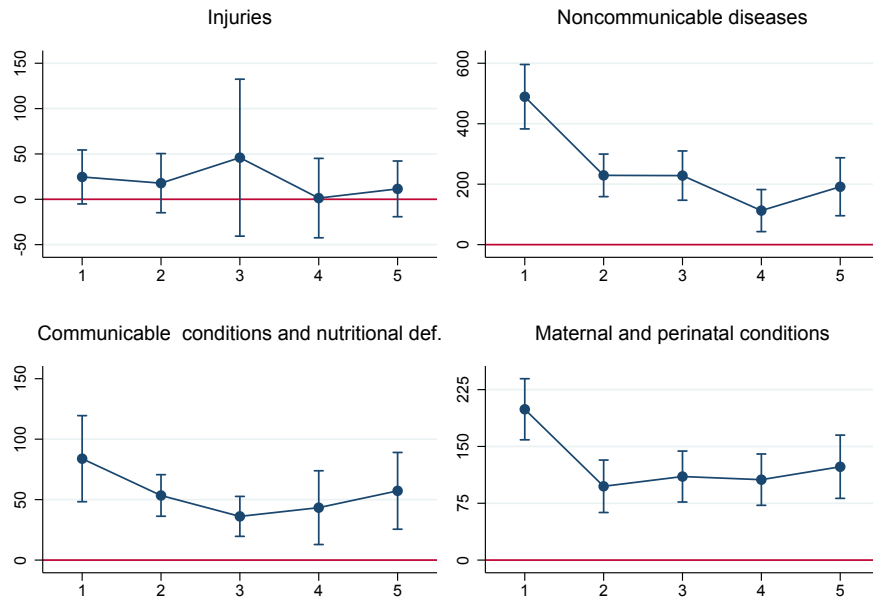 Injuries
150
100
50
0
-50
1 2 3 4 5
Noncommunicable diseases
600
400
200
0
1 2 3 4 5
Communicable  conditions and nutritional def.
150
100
50
0
1 2 3 4 5
Maternal and perinatal conditions
225
150
75
0
1 2 3 4 5